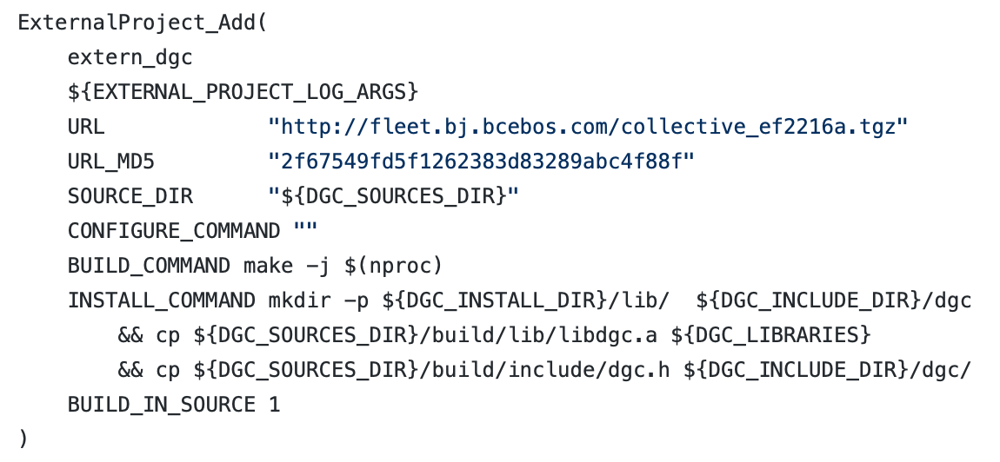 ExternalProject_Add(
    extern_dgc
    ${EXTERNAL_PROJECT_LOG_ARGS}
    URL             "http://fleet.bj.bcebos.com/collective_ef2216a.tgz"
    URL_MD5         "2f67549fd5f1262383d83289abc4f88f"
    SOURCE_DIR      "${DGC_SOURCES_DIR}"
    CONFIGURE_COMMAND ""
    BUILD_COMMAND make -j $(nproc)
    INSTALL_COMMAND mkdir -p ${DGC_INSTALL_DIR}/lib/  ${DGC_INCLUDE_DIR}/dgc
        && cp ${DGC_SOURCES_DIR}/build/lib/libdgc.a ${DGC_LIBRARIES}
        && cp ${DGC_SOURCES_DIR}/build/include/dgc.h ${DGC_INCLUDE_DIR}/dgc/
    BUILD_IN_SOURCE 1
)